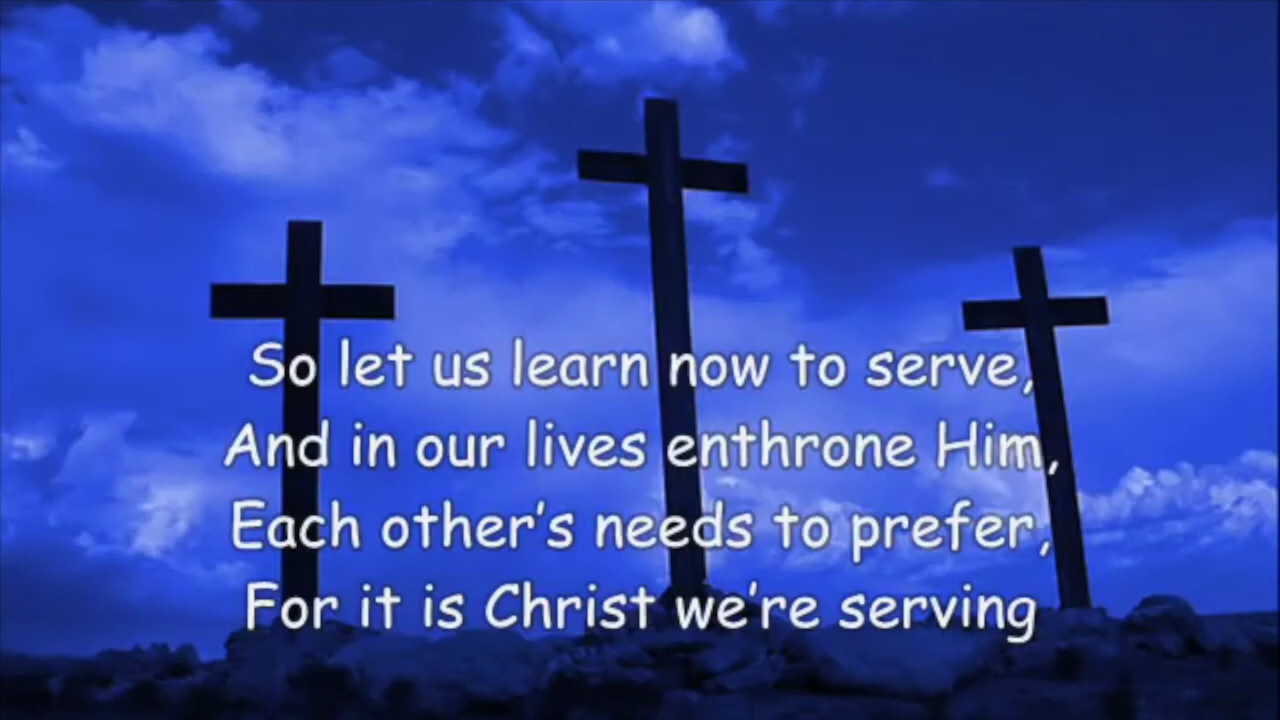 So let us learn now to serve,
And in our lives enthrone Him,
Each other's needs to prefer,
For it is Christ we're serving